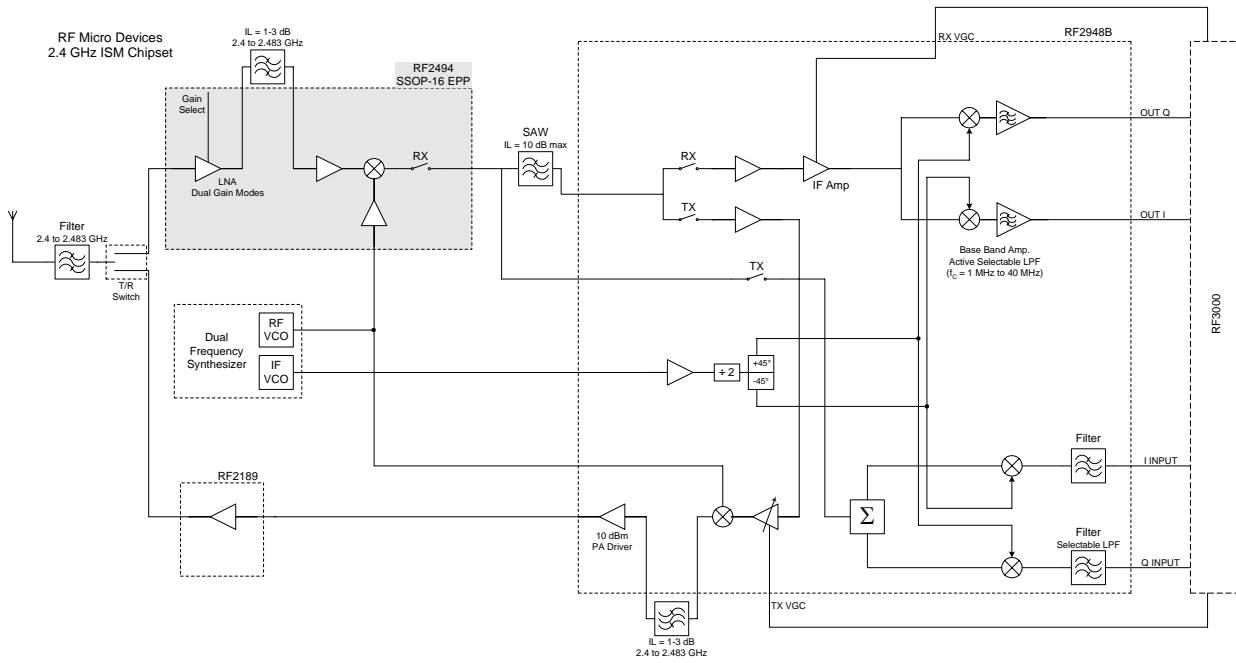 RF Micro Devices
2.4 GHz ISM Chipset
IL = 1-3 dB
2.4 to 2.483 GHz
RF2494
SSOP-16 EPP
Gain
Select
LNA
Dual Gain Modes
RX
Filter
2.4 to 2.483 GHz
T/R
Switch
SAW
IL = 10 dB max
RX VGC
RF2948B
RX
IF Amp
TX
TX
OUT Q
OUT I
Base Band Amp.
Active Selectable LPF
(fC = 1 MHz to 40 MHz)
RF3000
Dual
Frequency
Synthesizer
RF
VCO
IF
VCO
÷ 2
+45°
-45°
RF2189
10 dBm
PA Driver
Σ
Filter
I INPUT
Filter
Selectable LPF
Q INPUT
TX VGC
IL = 1-3 dB
2.4 to 2.483 GHz